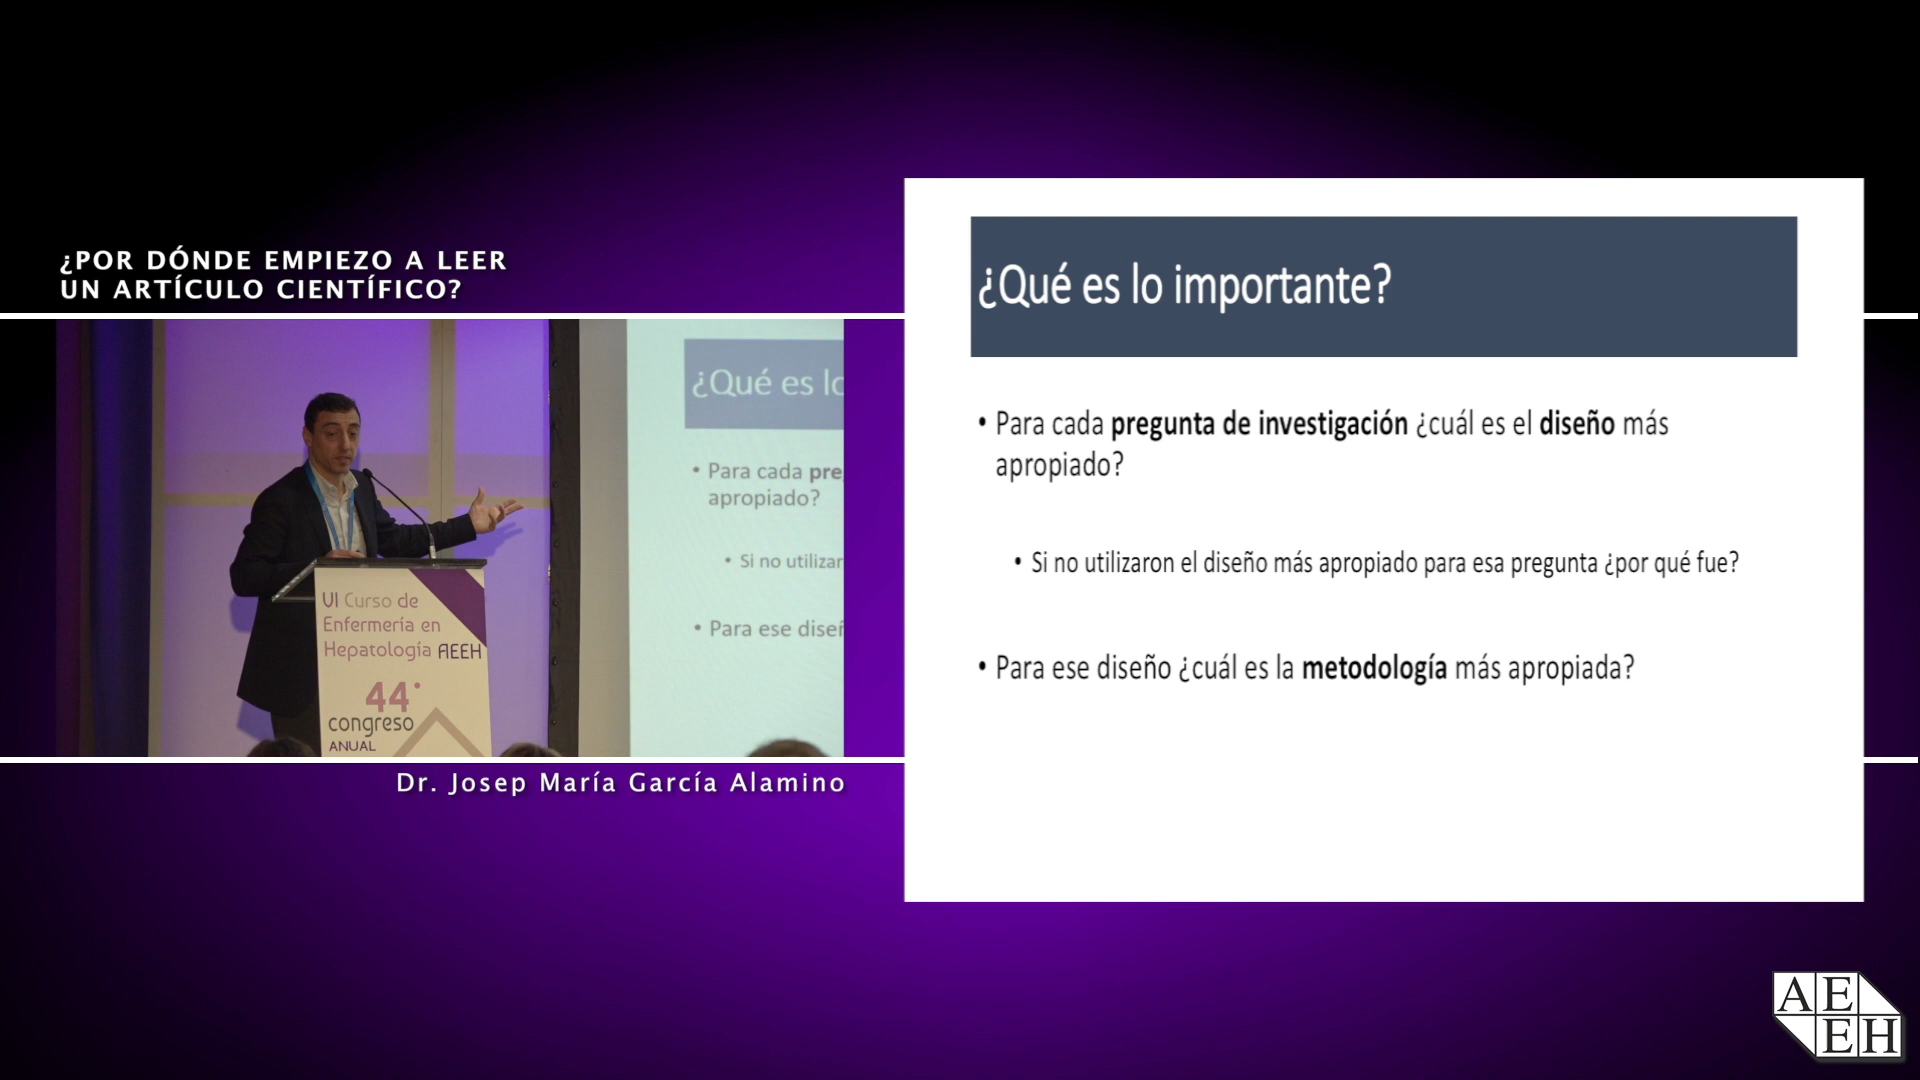 ¿POR DÓNDE EMPIEZO A LEER
UN ARTÍCULO CIENTÍFICO?
¿Qué es lo
Para cada pre
apropiado?
• Si no utilizar
• Para ese diseñ
VI Curso de
Enfermería en
Hepatología AEEH
44°
congreso
ANUAL
Dr. Josep María García Alamino
¿Qué es lo importante?
• Para cada pregunta de investigación ¿cuál es el diseño más
apropiado?
• Si no utilizaron el diseño más apropiado para esa pregunta ¿por qué fue?
• Para ese diseño ¿cuál es la metodología más apropiada?
AE
EH